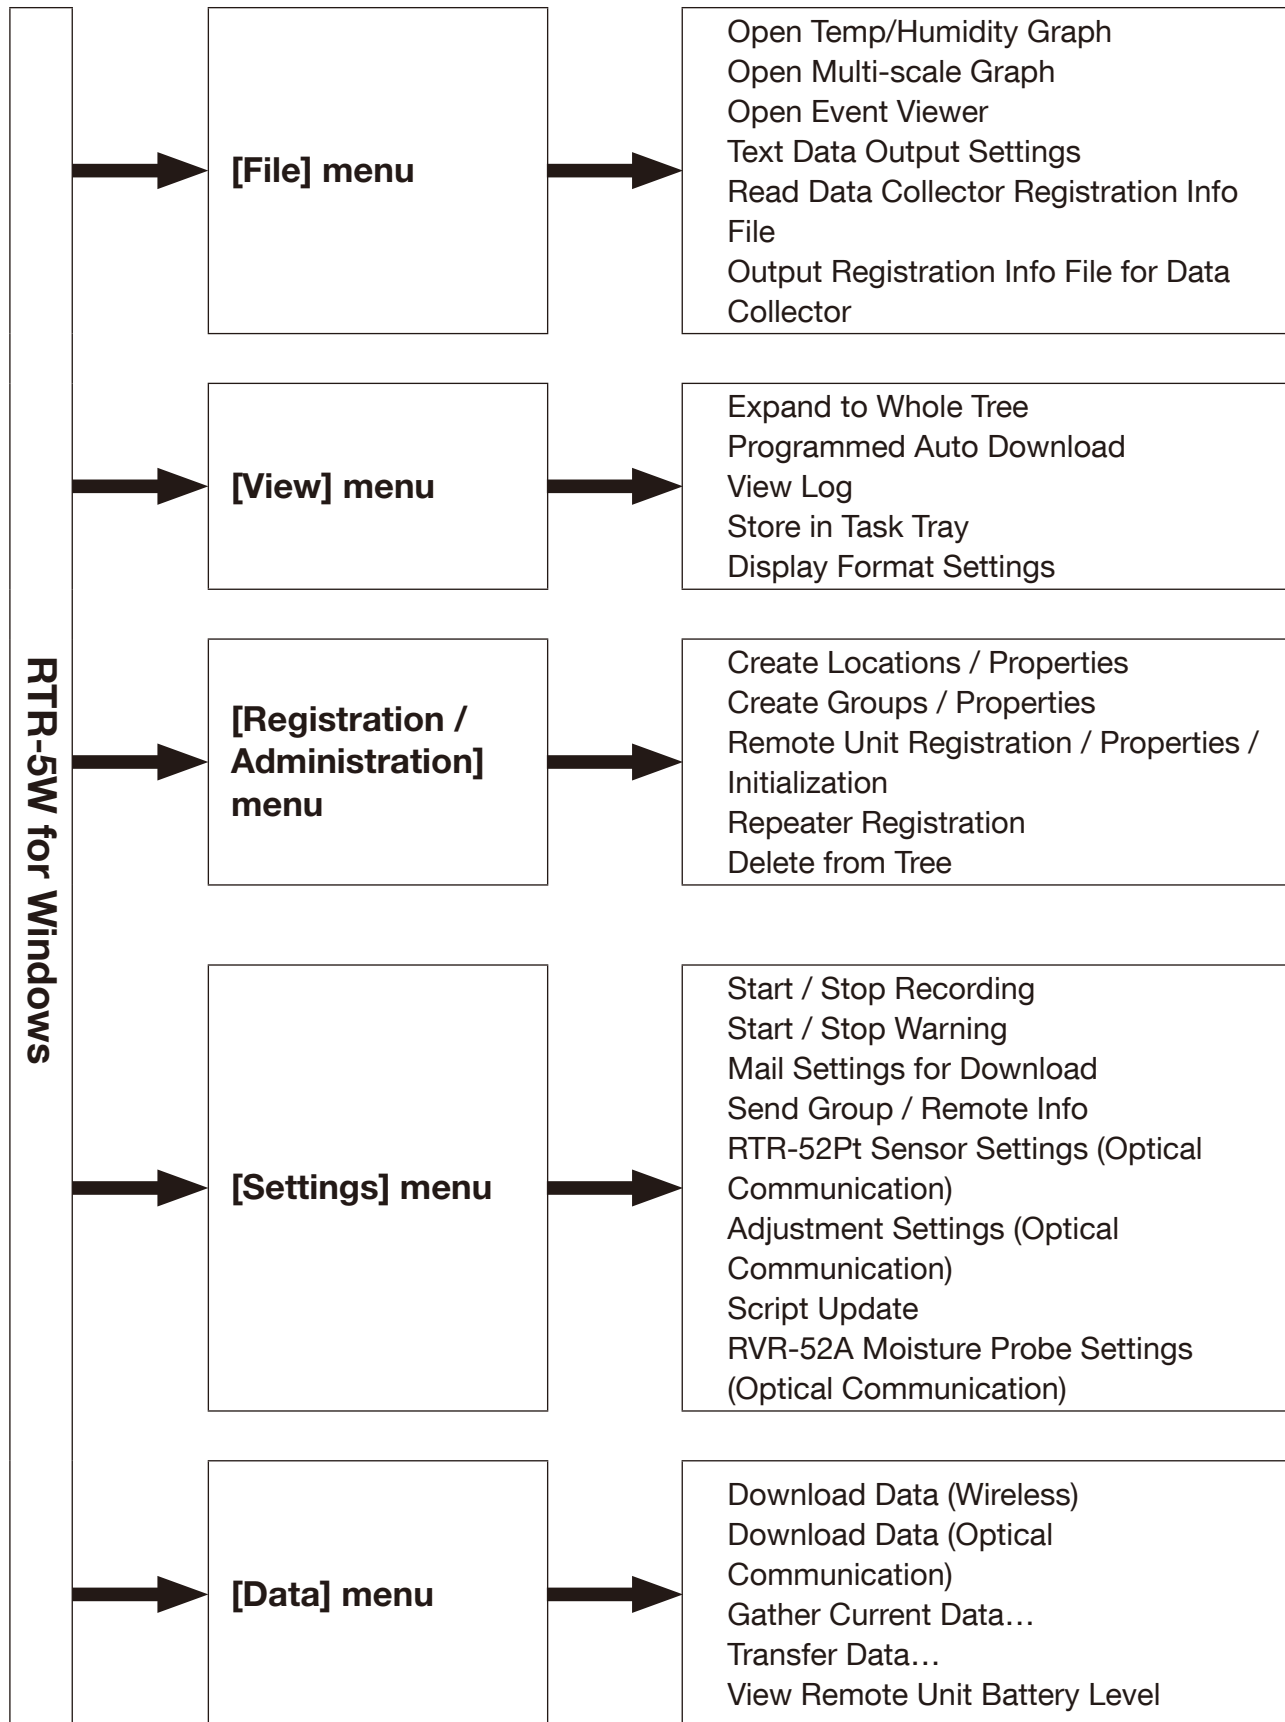 RTR-5W for Windows
[File] menu
Open Temp/Humidity Graph
Open Multi-scale Graph
Open Event Viewer
Text Data Output Settings
Read Data Collector Registration Info
File
Output Registration Info File for Data
Collector
[View] menu
Expand to Whole Tree
Programmed Auto Download
View Log
Store in Task Tray
Display Format Settings
[Registration /
Administration]
menu
Create Locations / Properties
Create Groups / Properties
Remote Unit Registration / Properties /
Initialization
Repeater Registration
Delete from Tree
[Settings] menu
Start / Stop Recording
Start / Stop Warning
Mail Settings for Download
Send Group / Remote Info
RTR-52Pt Sensor Settings (Optical
Communication)
Adjustment Settings (Optical
Communication)
Script Update
RVR-52A Moisture Probe Settings
(Optical Communication)
[Data] menu
Download Data (Wireless)
Download Data (Optical
Communication)
Gather Current Data…
Transfer Data…
View Remote Unit Battery Level